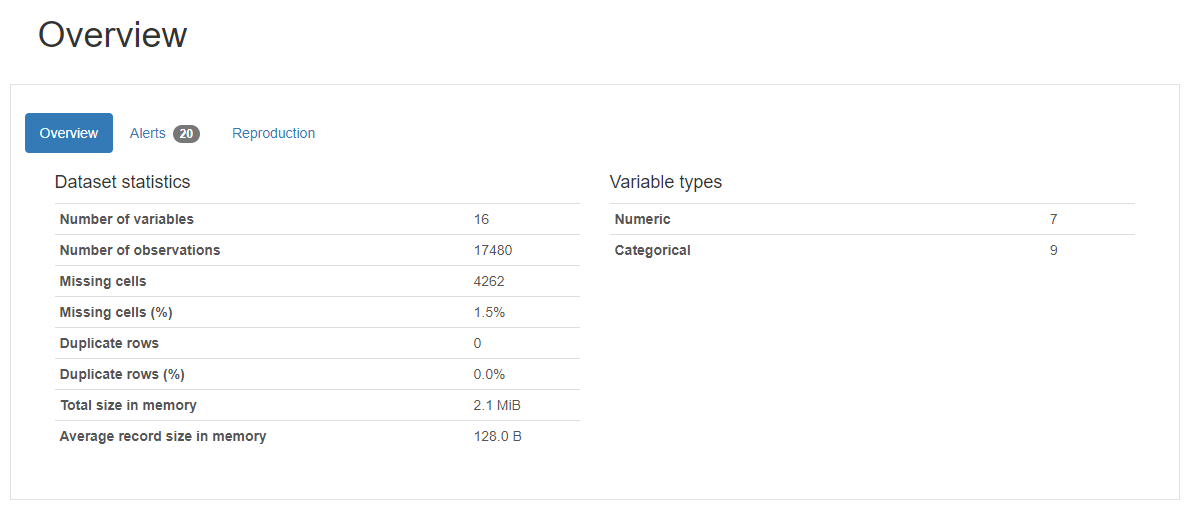 Overview
Overview Alerts 20 Reproduction
Dataset statistics
Number of variables 16
Number of observations 17480
Missing cells 4262
Missing cells (%) 1.5%
Duplicate rows 0
Duplicate rows (%) 0.0%
Total size in memory 2.1 MiB
Average record size in memory 128.0 B
Variable types
Numeric 7
Categorical 9